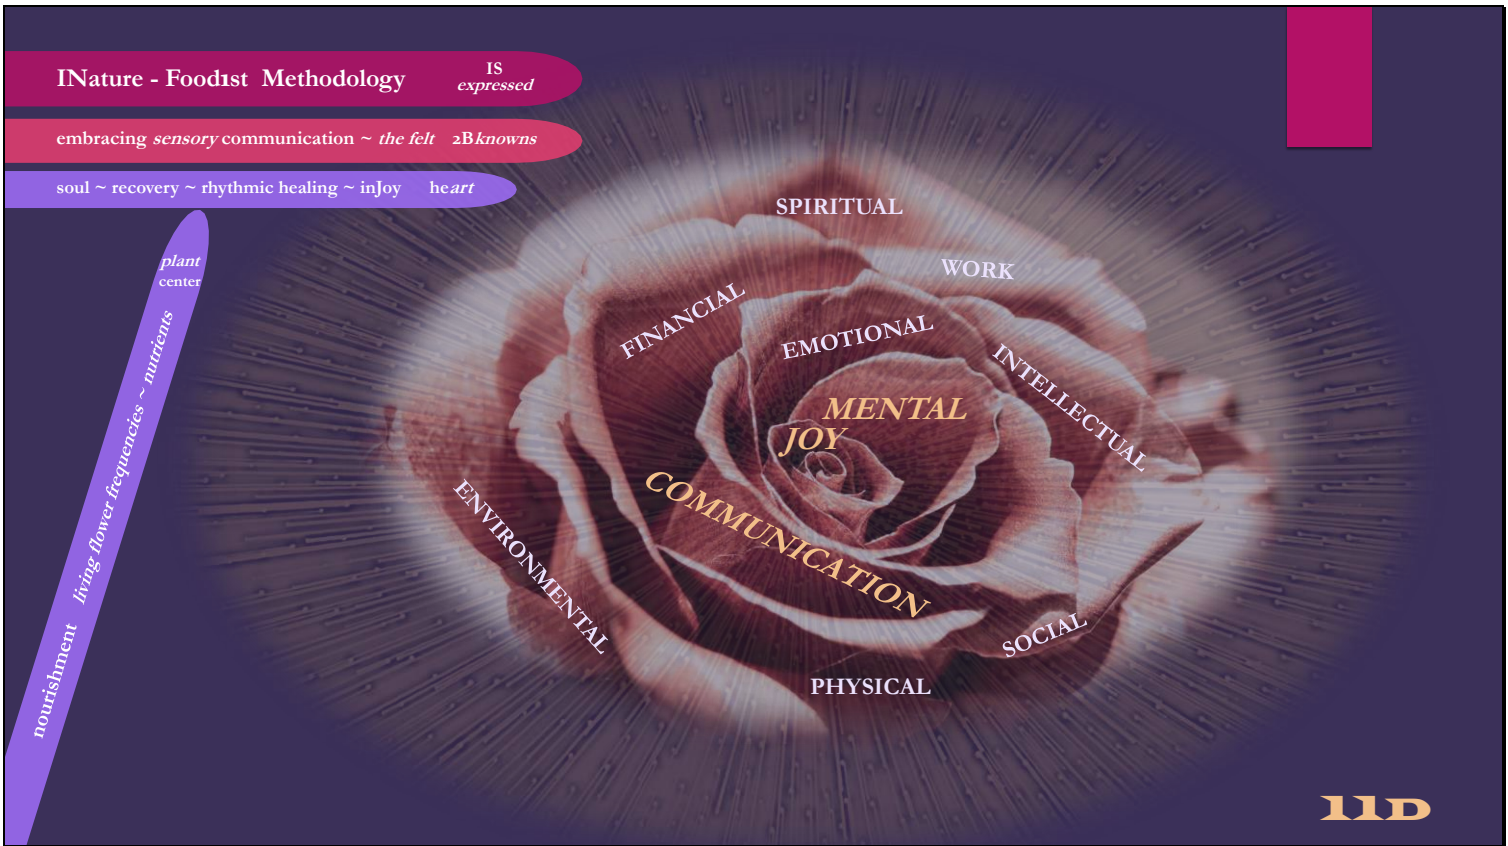 INature - Food1st Methodology
IS
expressed
embracing sensory communication ~ the felt 2Bknowns
soul ~ recovery ~ rhythmic healing ~ inJoy heart
plant
center
nourishment living flower frequencies ~ nutrients
SPIRITUAL
WORK
FINANCIAL
EMOTIONAL
INTELLECTUAL
MENTAL
JOY
COMMUNICATION
ENVIRONMENTAL
SOCIAL
PHYSICAL
11D